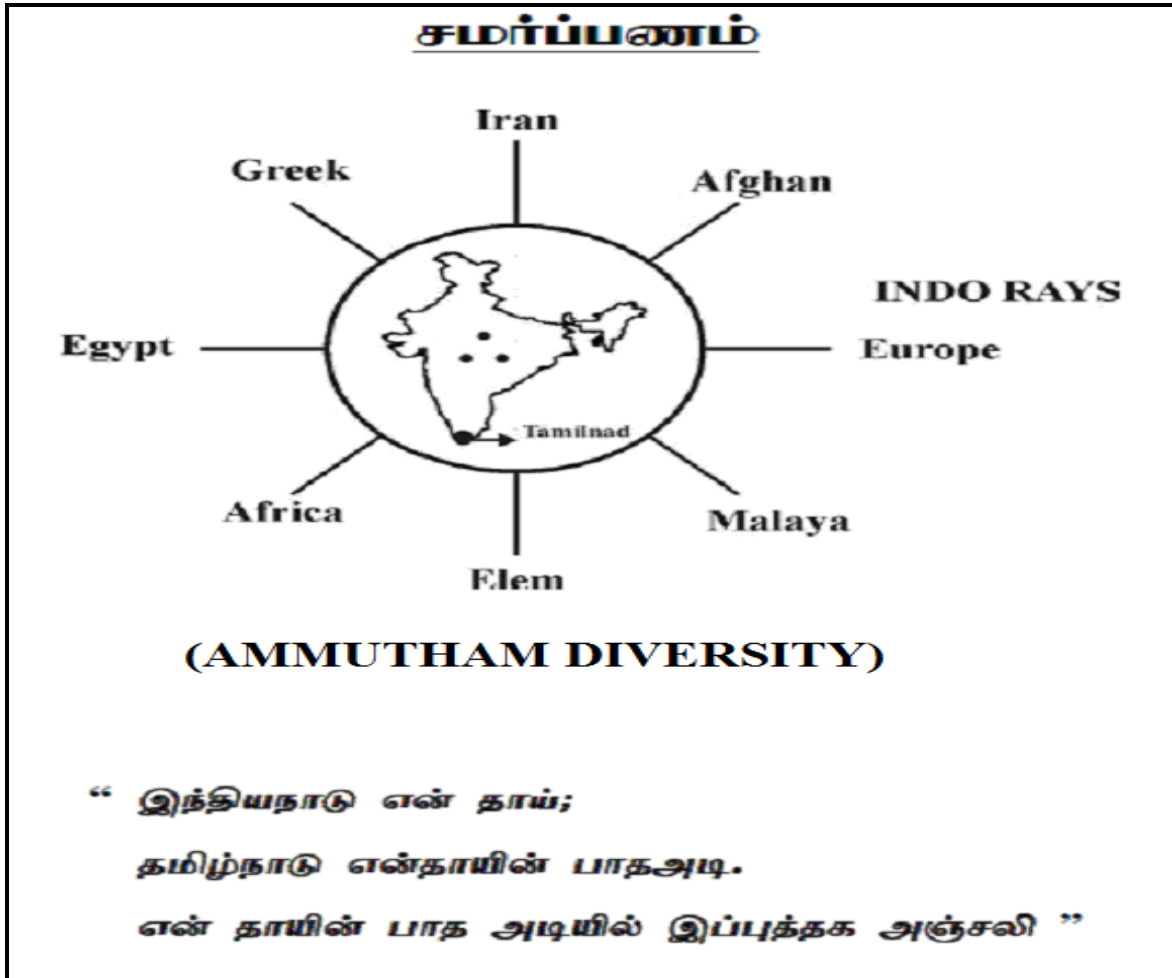 சமர்ப்பணம்
Iran
Greek
Afghan
INDO RAYS
Egypt
Europe
Tamilnad
Africa
Malaya
Elem
(AMMUTHAM DIVERSITY)
“ இந்தியநாடு என் தாய்;
தமிழ்நாடு என்தாயின் பாதஅடி.
என் தாயின் பாத அடியில் இப்புத்தக அஞ்சலி ”